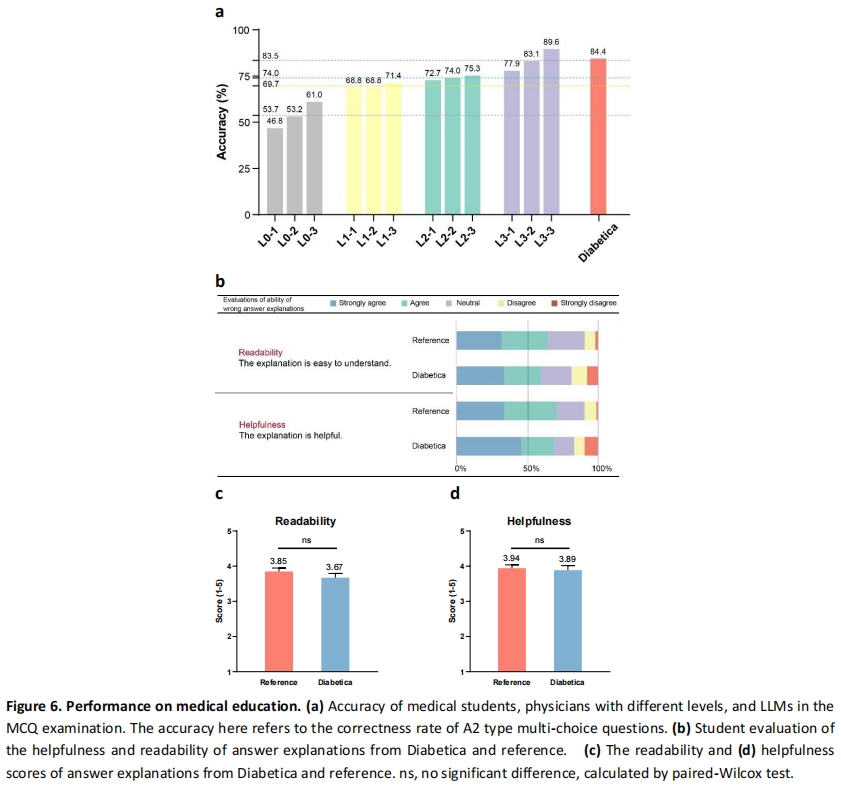 a
100
75
50
25
0
Accuracy (%)
83.5
74.0
69.7
53.7
46.8
53.2
61.0
68.8
68.8
71.4
72.7
74.0
75.3
77.9
83.1
89.6
84.4
L0-1
L0-2
L0-3
L1-1
L1-2
L1-3
L2-1
L2-2
L2-3
L3-1
L3-2
L3-3
Diabetica
b
Evaluations of ability of
wrong answer explanations
Strongly agree
Agree
Neutral
Disagree
Strongly disagree
Readability
The explanation is easy to understand.
Reference
Diabetica
Helpfulness
The explanation is helpful.
Reference
Diabetica
0%
50%
100%
c
Readability
Score (1-5)
5
4
3
2
1
ns
3.85
3.67
Reference
Diabetica
d
Helpfulness
Score (1-5)
5
4
3
2
1
ns
3.94
3.89
Reference
Diabetica
Figure 6. Performance on medical education. (a) Accuracy of medical students, physicians with different levels, and LLMs in the
MCQ examination. The accuracy here refers to the correctness rate of A2 type multi-choice questions. (b) Student evaluation of
the helpfulness and readability of answer explanations from Diabetica and reference. (c) The readability and (d) helpfulness
scores of answer explanations from Diabetica and reference. ns, no significant difference, calculated by paired-Wilcox test.